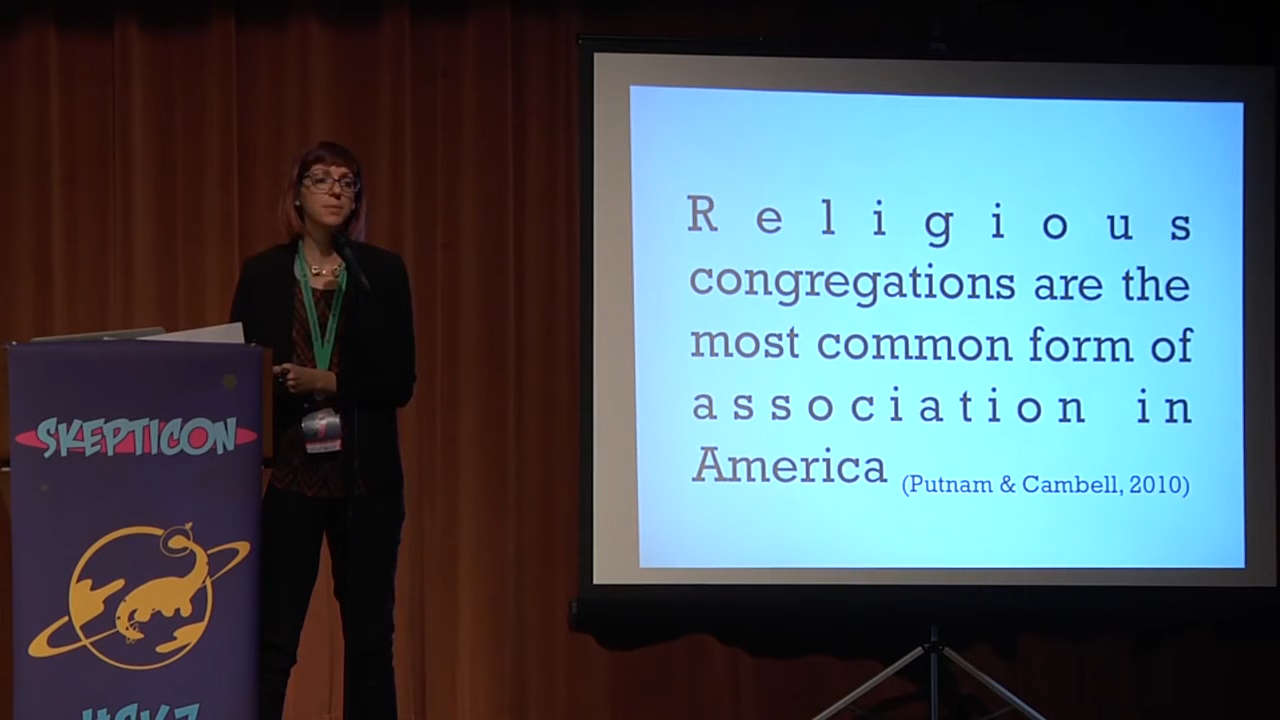 Religious
congregations are the
most common form of
association in
America (Putnam & Cambell, 2010)
SKEPTICON